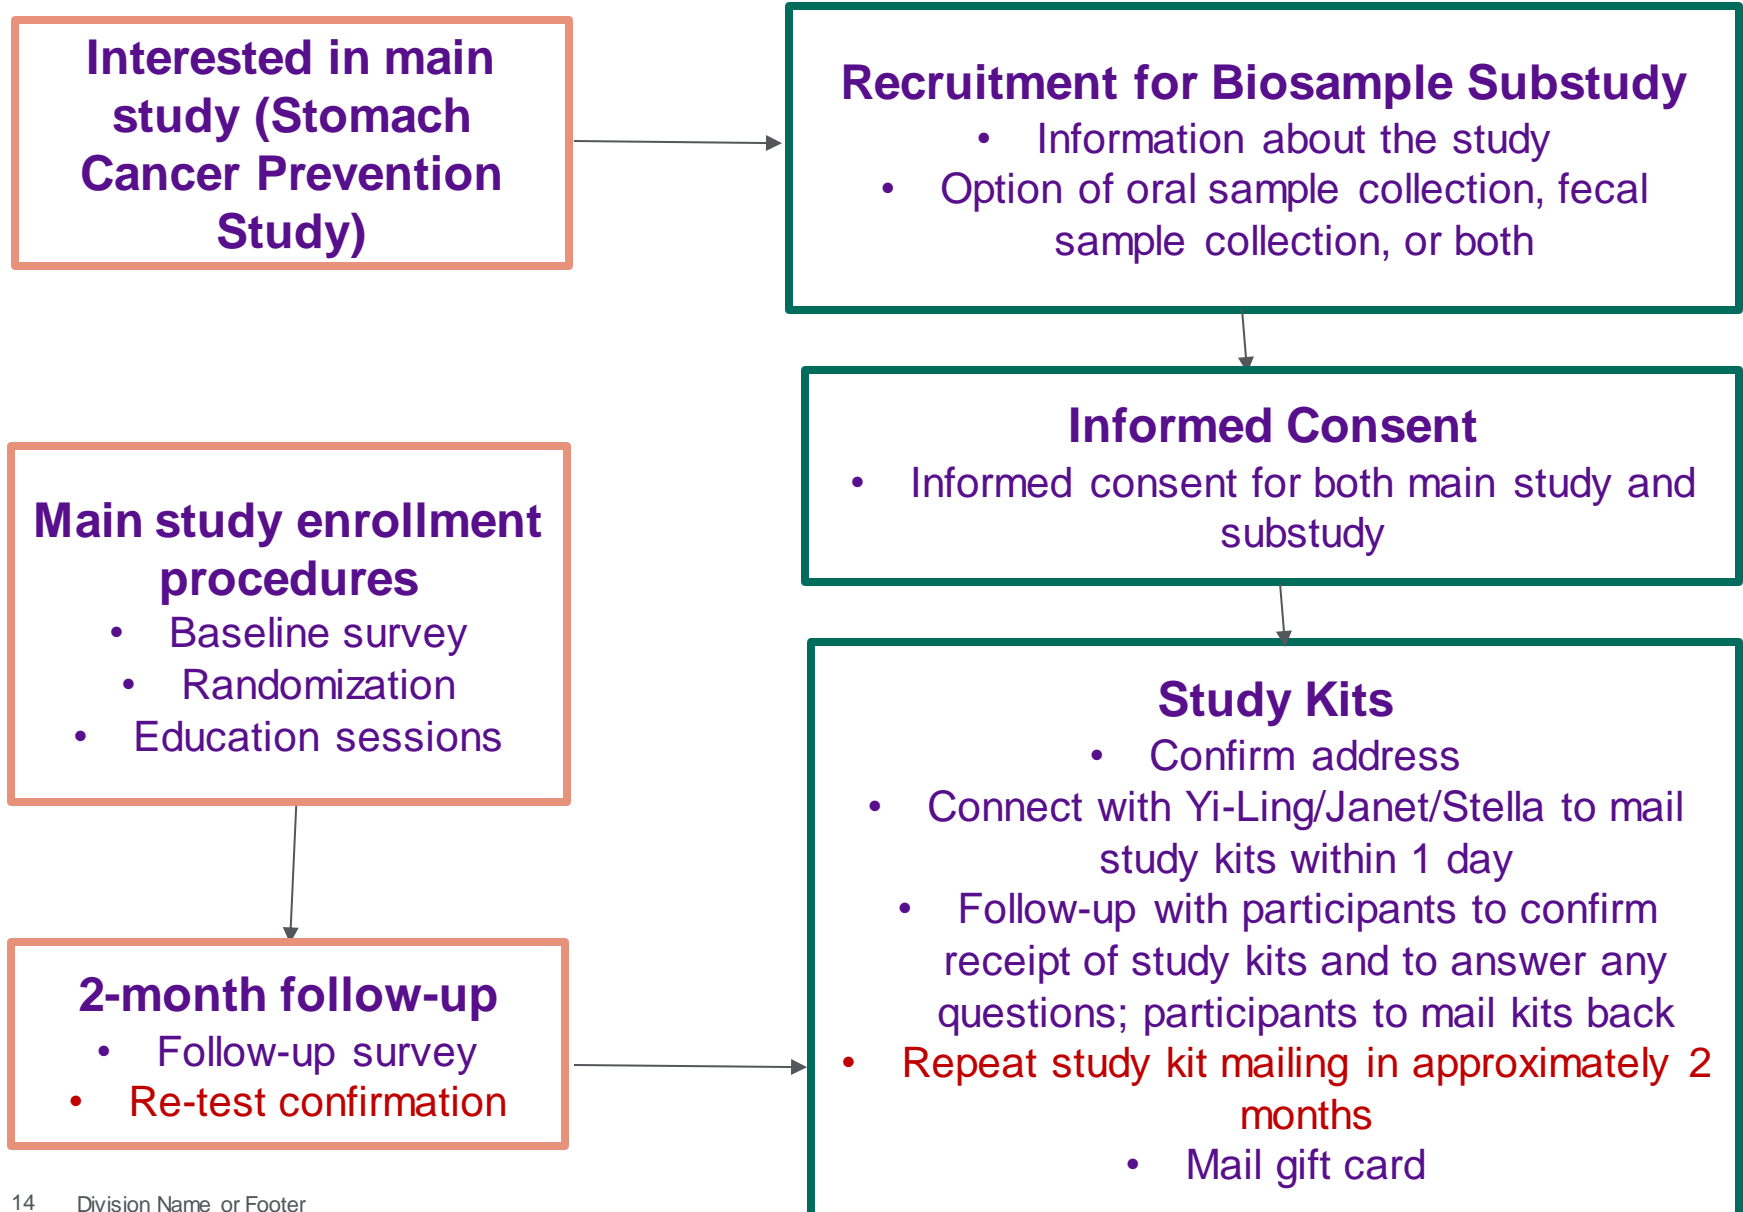 Interested in main
study (Stomach
Cancer Prevention
Study)
Recruitment for Biosample Substudy
• Information about the study
• Option of oral sample collection, fecal
sample collection, or both
Informed Consent
• Informed consent for both main study and
substudy
Main study enrollment
procedures
• Baseline survey
• Randomization
• Education sessions
Study Kits
• Confirm address
• Connect with Yi-Ling/Janet/Stella to mail
study kits within 1 day
• Follow-up with participants to confirm
receipt of study kits and to answer any
questions; participants to mail kits back
• Repeat study kit mailing in approximately 2
months
• Mail gift card
2-month follow-up
• Follow-up survey
• Re-test confirmation
14 Division Name or Footer